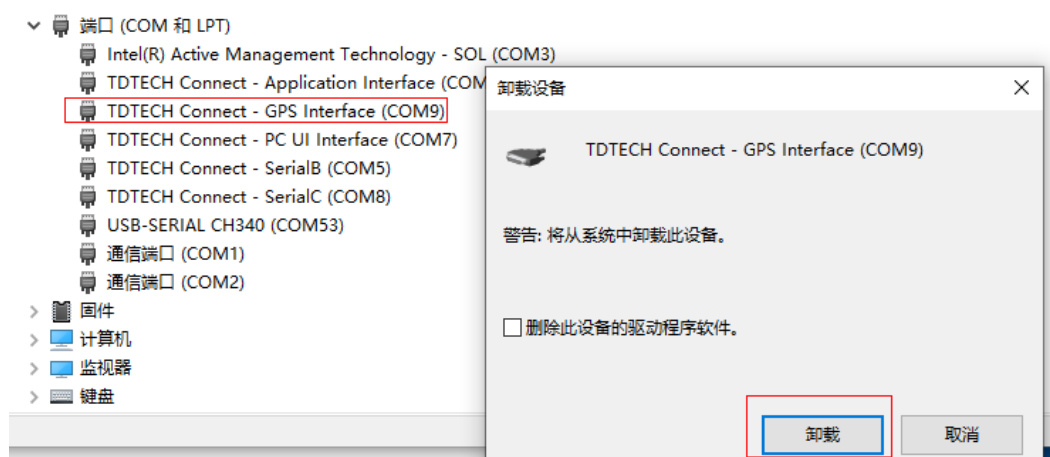 端口 (COM 和 LPT)
Intel(R) Active Management Technology - SOL (COM3)
TDTECH Connect - Application Interface (COM
TDTECH Connect - GPS Interface (COM9)
TDTECH Connect - PC UI Interface (COM7)
TDTECH Connect - SerialB (COM5)
TDTECH Connect - SerialC (COM8)
USB-SERIAL CH340 (COM53)
通信端口 (COM1)
通信端口 (COM2)
固件
计算机
监视器
键盘
卸载设备
TDTECH Connect - GPS Interface (COM9)
警告: 将从系统中卸载此设备。
删除此设备的驱动程序软件。
卸载
取消